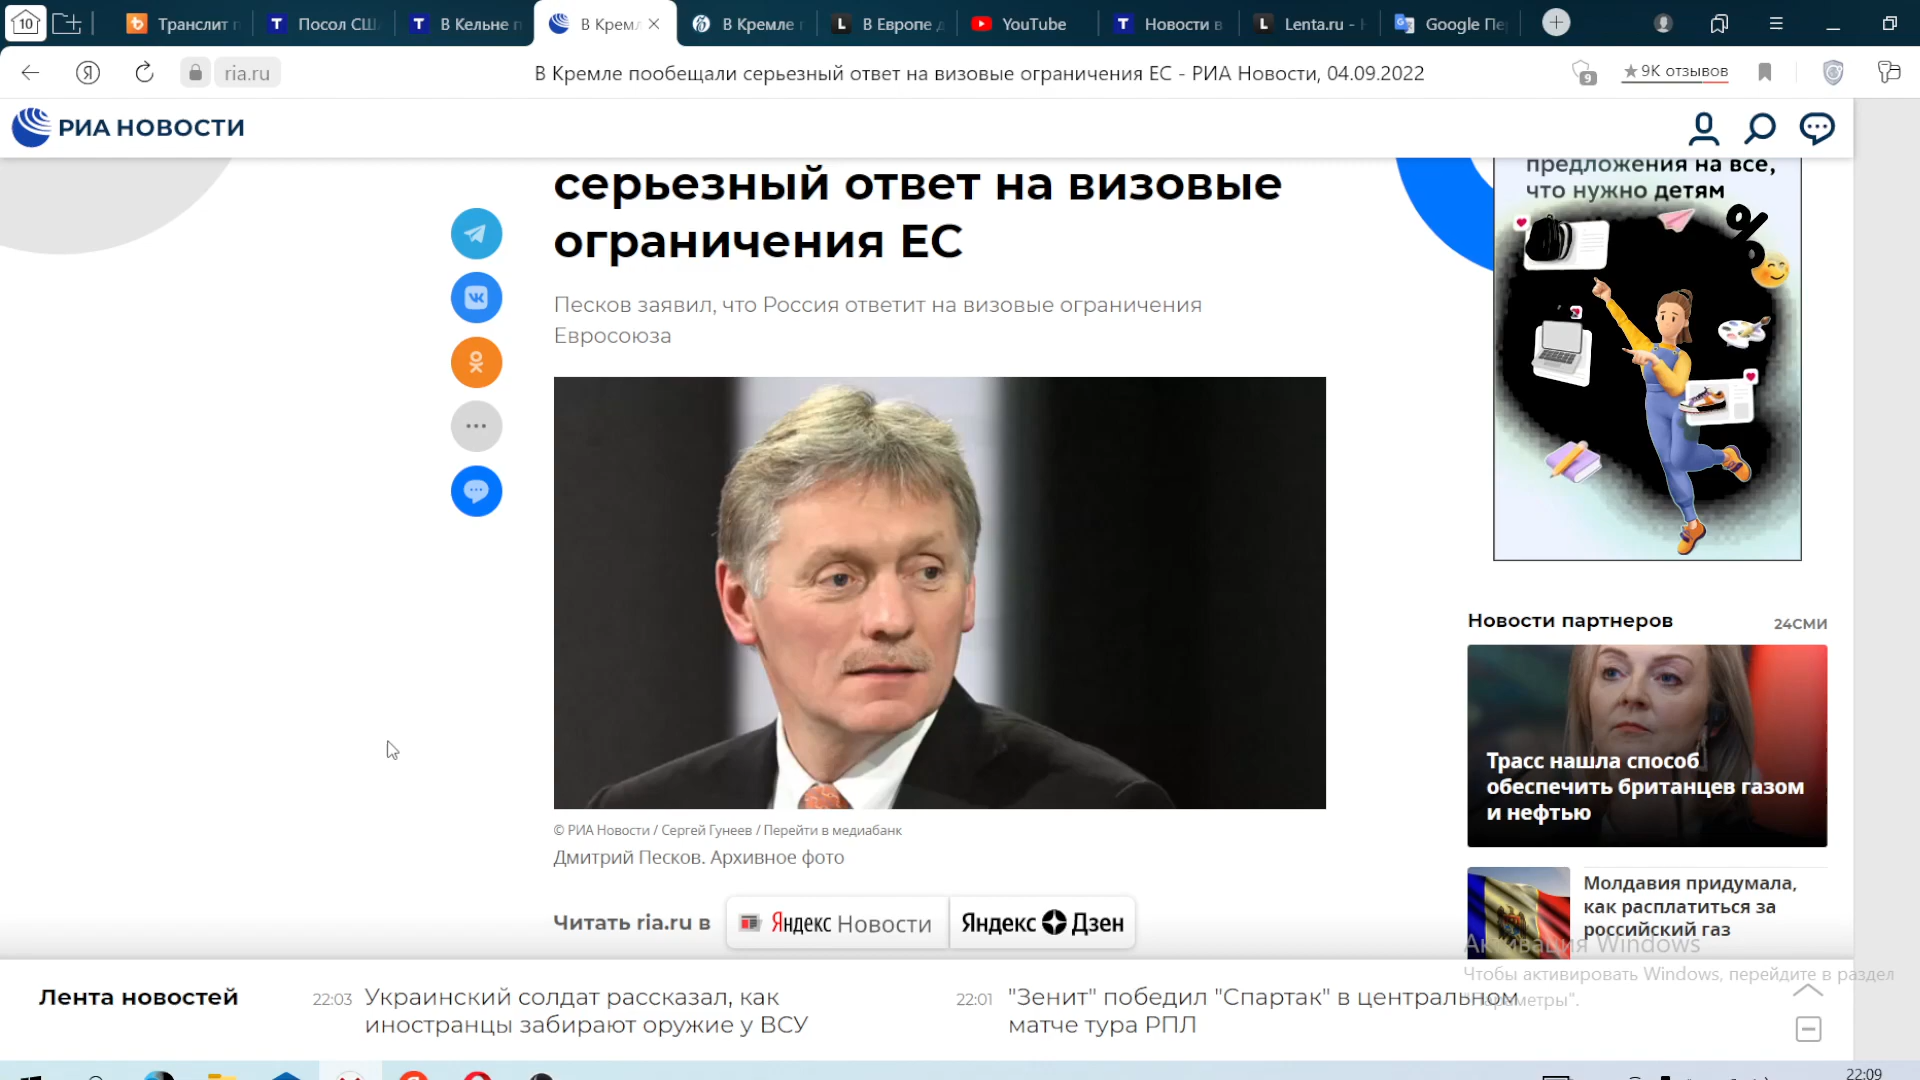 10
Транслит
Посол СШ
В Кельне п
В Крем
В Кремле
В Европе д
YouTube
Новости в
Lenta.ru -
Google Пе
ria.ru
В Кремле пообещали серьезный ответ на визовые ограничения ЕС - РИА Новости, 04.09.2022
9
★ 9K отзывов
РИА НОВОСТИ
серьезный ответ на визовые
ограничения ЕС
Песков заявил, что Россия ответит на визовые ограничения
Евросоюза
© РИА Новости / Сергей Гунеев / Перейти в медиабанк
Дмитрий Песков. Архивное фото
Читать ria.ru в
Яндекс Новости
Яндекс Дзен
предложения на все,
что нужно детям
%
Новости партнеров
24СМИ
Трасс нашла способ
обеспечить британцев газом
и нефтью
Молдавия придумала,
как расплатиться за
российский газ
Активация Windows
Чтобы активировать Windows, перейдите в раздел
"Параметры".
Лента новостей
22:03 Украинский солдат рассказал, как
иностранцы забирают оружие у ВСУ
22:01 "Зенит" победил "Спартак" в центральном
матче тура РПЛ
22:09